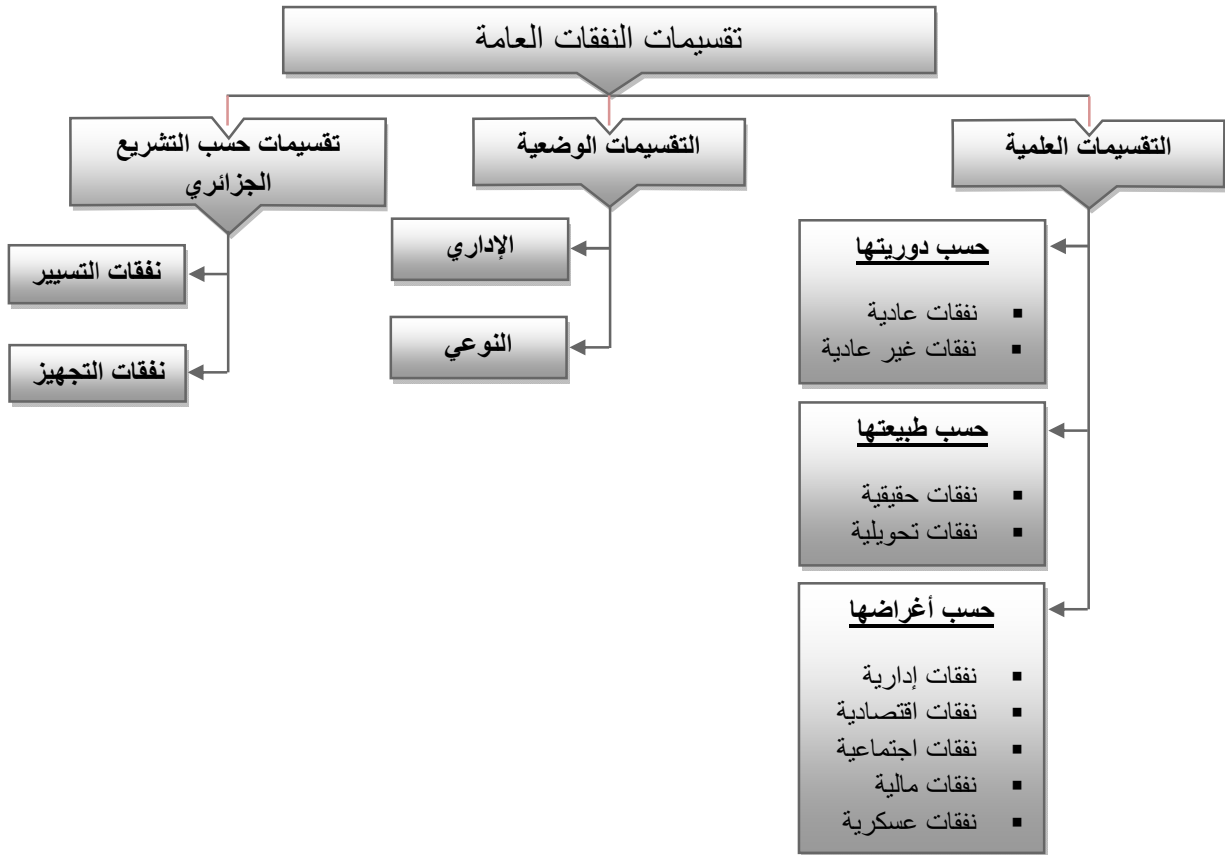 تقسيمات النفقات العامة
التقسيمات العلمية
حسب دوريتها
▪ نفقات عادية
▪ نفقات غير عادية
حسب طبيعتها
▪ نفقات حقيقية
▪ نفقات تحويلية
حسب أغراضها
▪ نفقات إدارية
▪ نفقات اقتصادية
▪ نفقات اجتماعية
▪ نفقات مالية
▪ نفقات عسكرية
التقسيمات الوضعية
الإداري
النوعي
تقسيمات حسب التشريع
الجزائري
نفقات التسيير
نفقات التجهيز